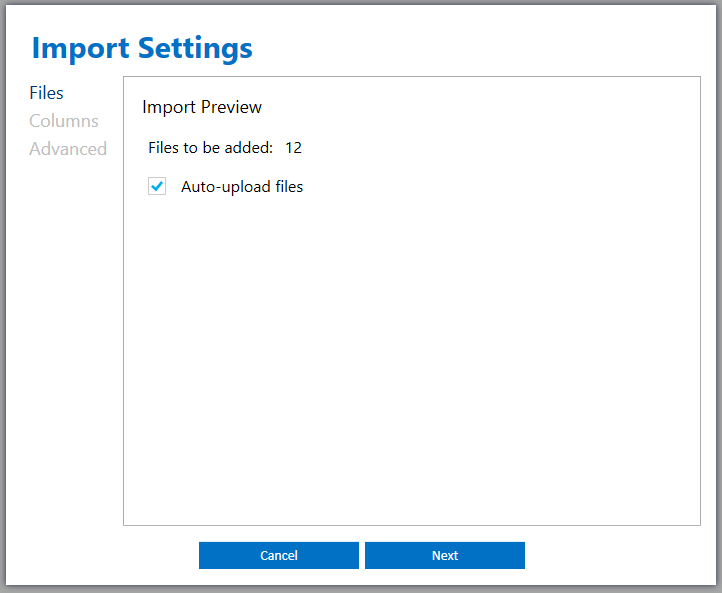 Import Settings
Files
Columns
Advanced
Import Preview
Files to be added: 12
Auto-upload files
Cancel
Next